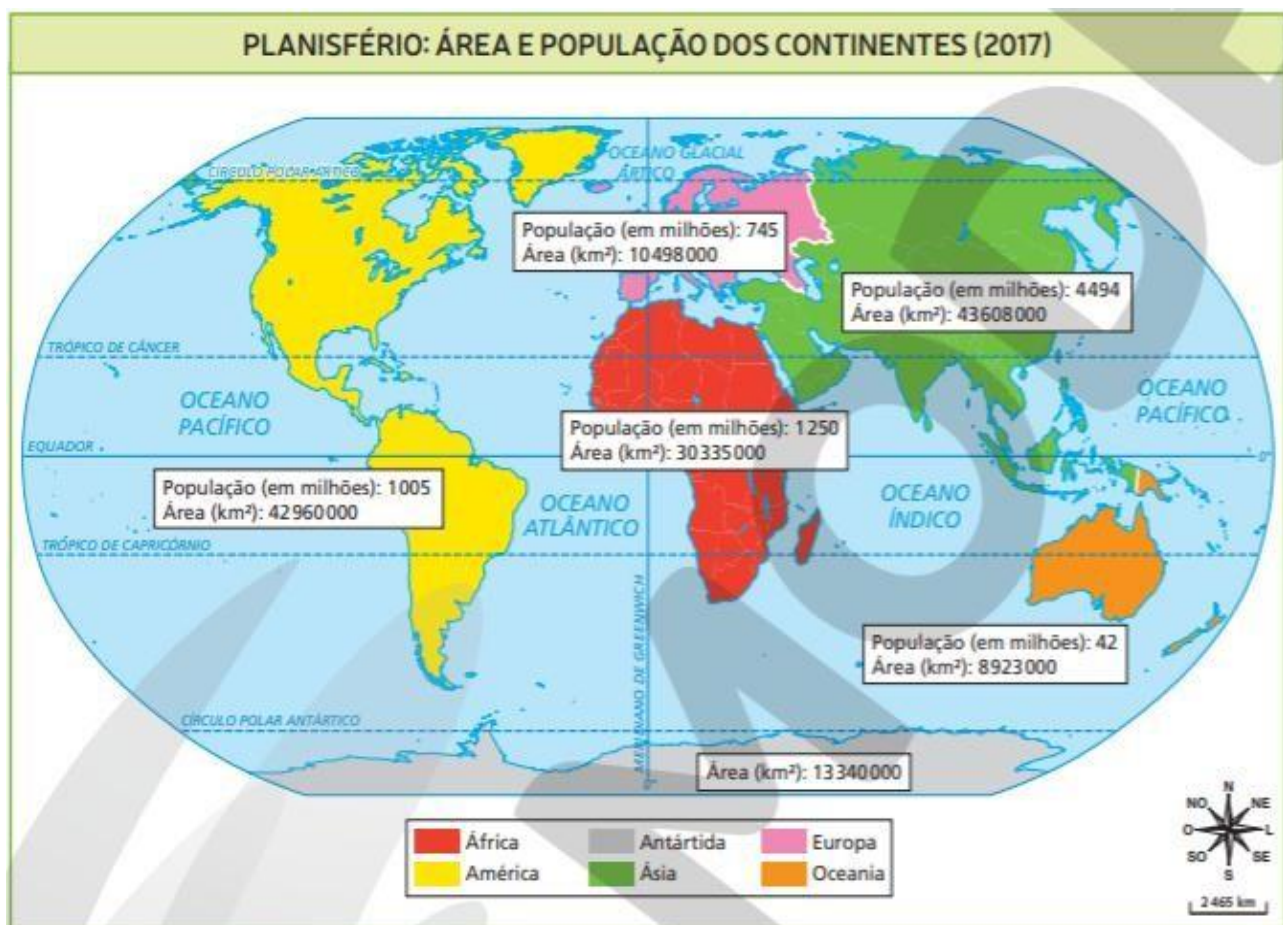 PLANISFÉRIO: ÁREA E POPULAÇÃO DOS CONTINENTES (2017)
OCEANO GLACIAL
ÁRTICO
CÍRCULO POLAR ÁRTICO
População (em milhões): 745
Área (km²): 10498000
População (em milhões): 4494
Área (km²): 43608000
TRÓPICO DE CÂNCER
OCEANO
PACÍFICO
OCEANO
PACÍFICO
População (em milhões): 1250
Área (km²): 30335000
EQUADOR
0°
População (em milhões): 1005
Área (km²): 42960000
OCEANO
ATLÂNTICO
OCEANO
ÍNDICO
TRÓPICO DE CAPRICÓRNIO
MERIDIANO DE GREENWICH
População (em milhões): 42
Área (km²): 8923000
CÍRCULO POLAR ANTÁRTICO
Área (km²): 13340000
0°
África
Antártida
Europa
América
Ásia
Oceania
N
NO
NE
O
L
SO
SE
S
2 465 km